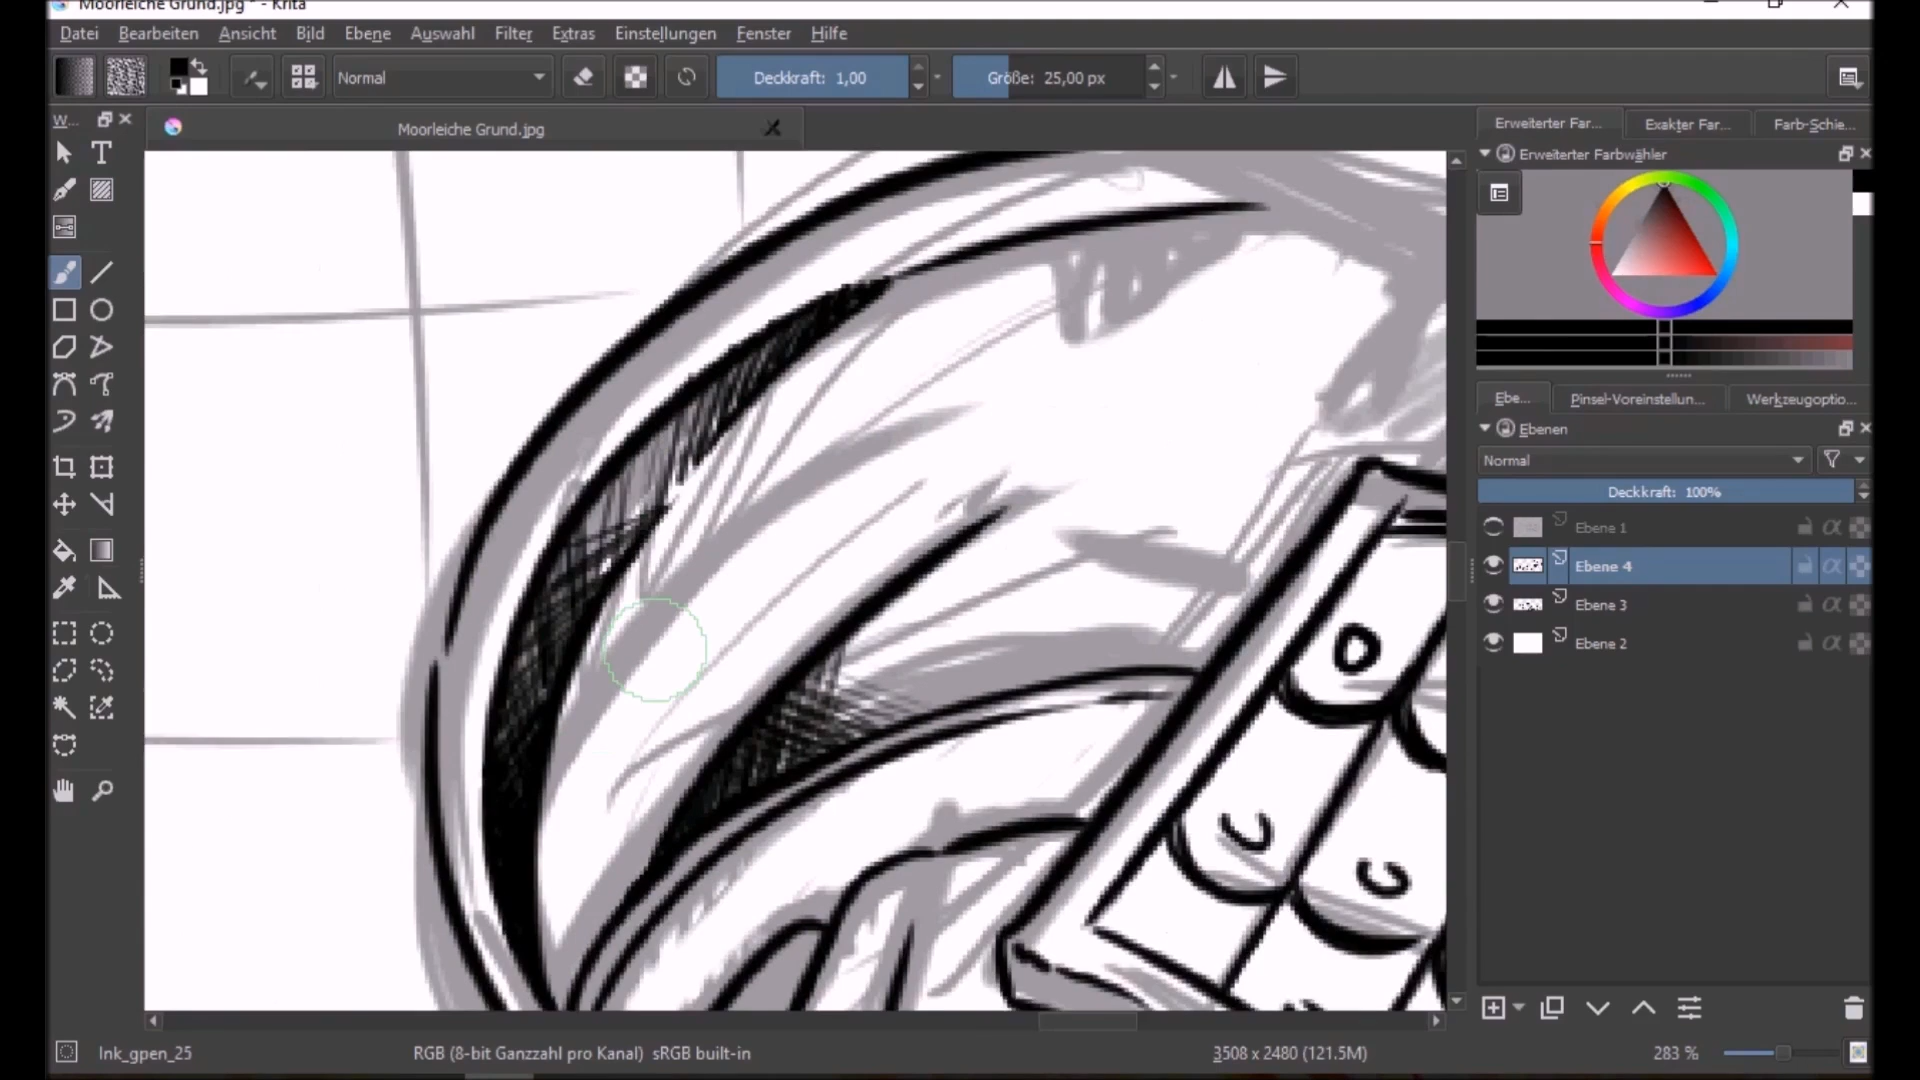 Moorleiche Grund.jpg * - Krita
Datei Bearbeiten Ansicht Bild Ebene Auswahl Filter Extras Einstellungen Fenster Hilfe
Normal Deckkraft: 1,00 Größe: 25,00 px
W...
Moorleiche Grund.jpg
Erweiterter Far... Exakter Far... Farb-Schie...
Erweiterter Farbwähler
Ebe... Pinsel-Voreinstellun... Werkzeugoptio...
Ebenen
Normal
Deckkraft: 100%
Ebene 1
Ebene 4
Ebene 3
Ebene 2
Ink_gpen_25 RGB (8-bit Ganzzahl pro Kanal) sRGB built-in 3508 x 2480 (121.5M) 283 %